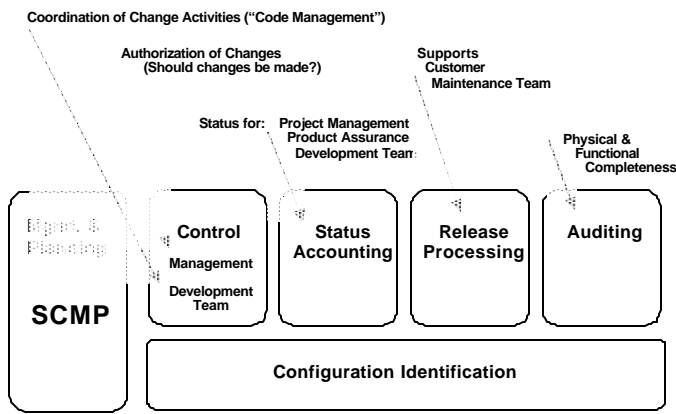 Coordination of Change Activities (“Code Management”)
Authorization of Changes
(Should changes be made?)
Supports
Customer
Maintenance Team
Status for: Project Management
Product Assurance
Development Team
Physical &
Functional
Completeness
Mgmt. &
Planning
SCMP
Control
Management
Development
Team
Status
Accounting
Release
Processing
Auditing
Configuration Identification